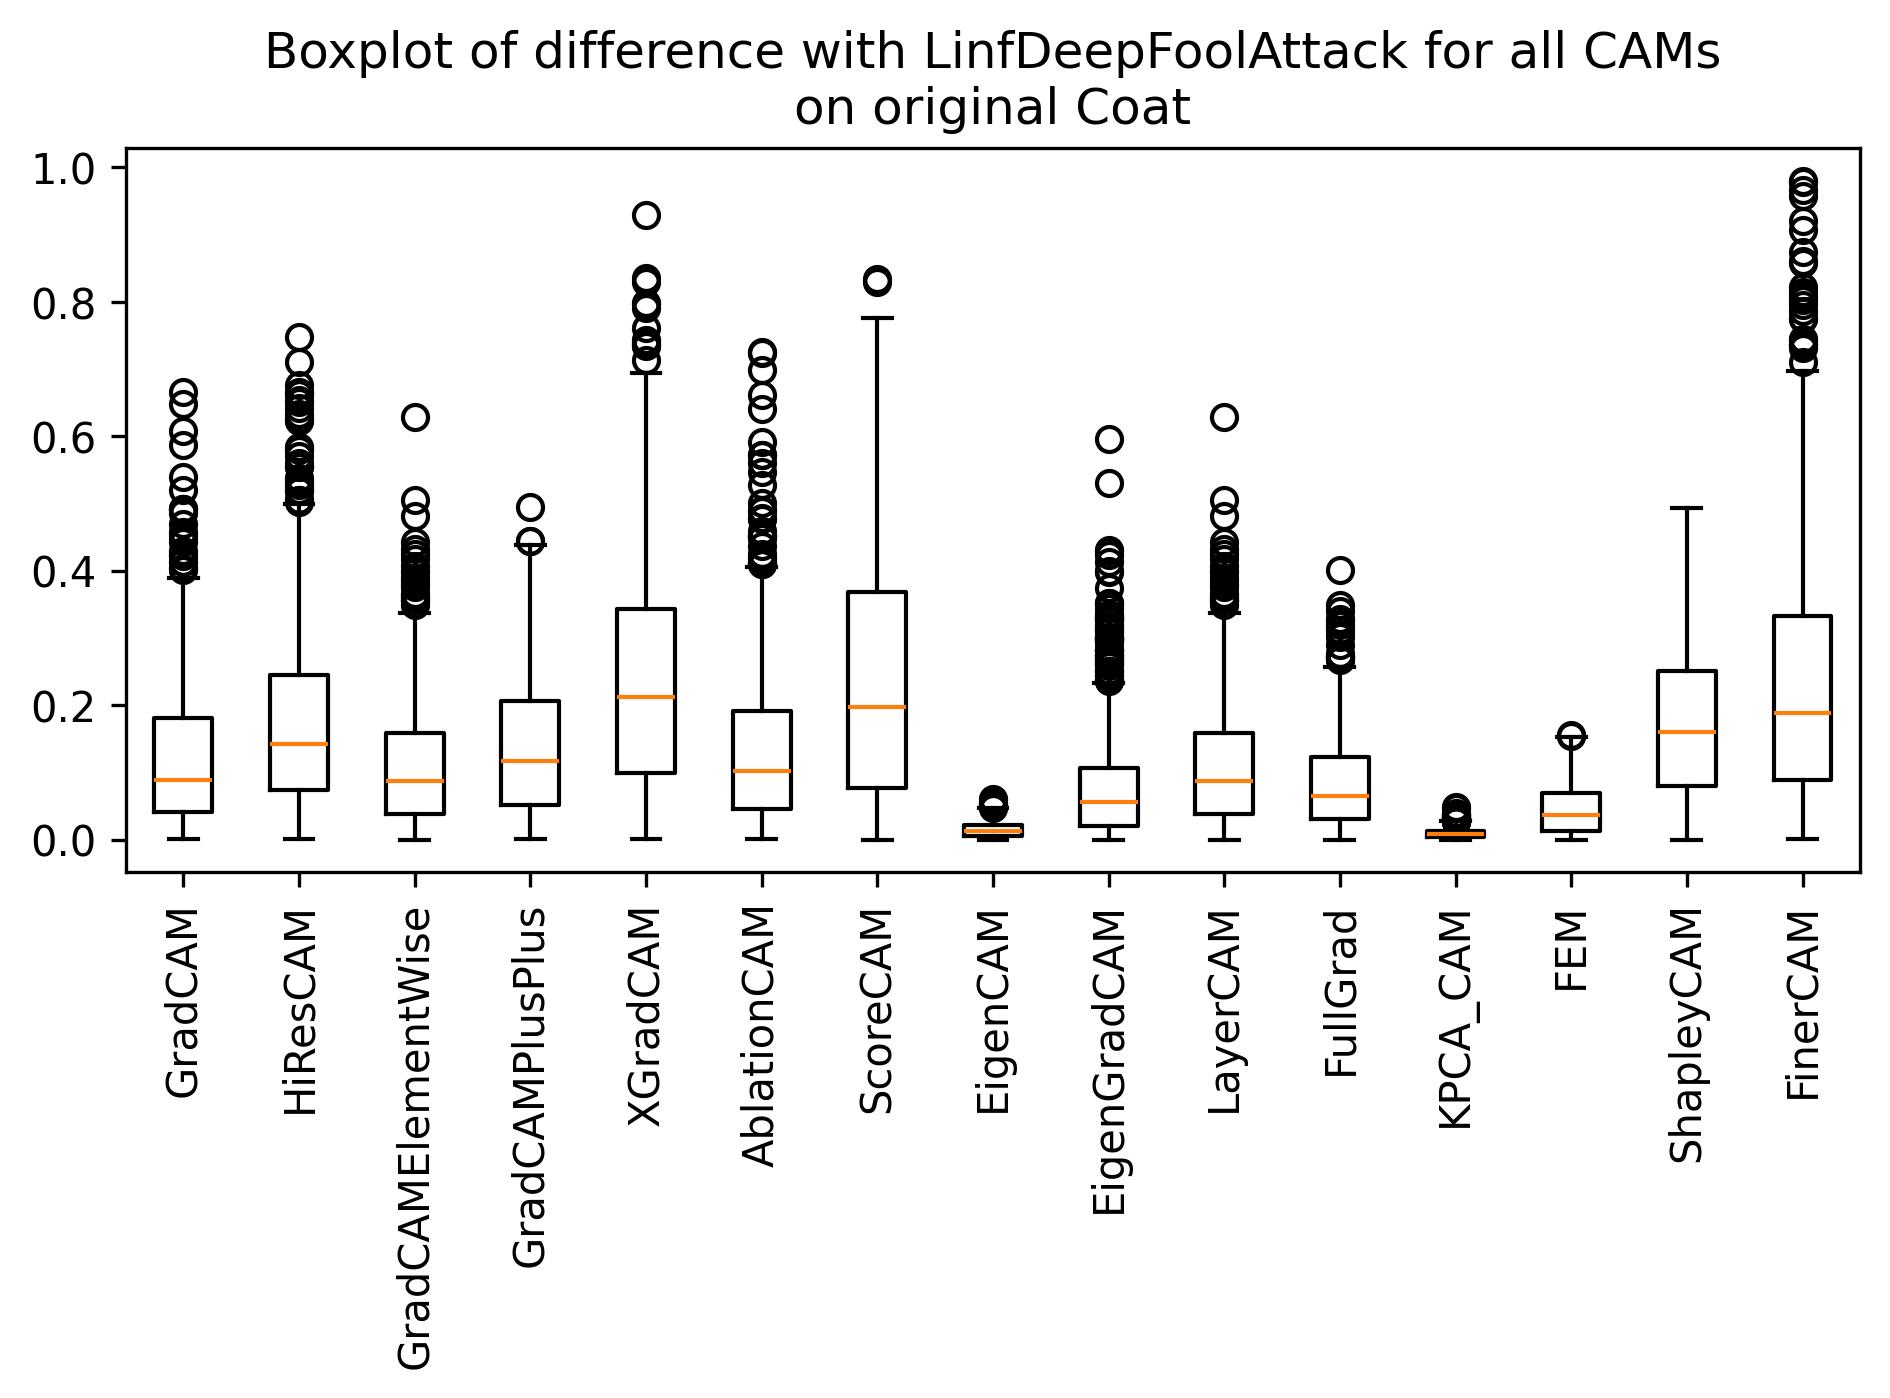 Boxplot of difference with LinfDeepFoolAttack for all CAMs
on original Coat
1.0
0.8
0.6
0.4
0.2
0.0
GradCAM
HiResCAM
GradCAMElementWise
GradCAMPlusPlus
XGradCAM
AblationCAM
ScoreCAM
EigenCAM
EigenGradCAM
LayerCAM
FullGrad
KPCA_CAM
FEM
ShapleyCAM
FinerCAM